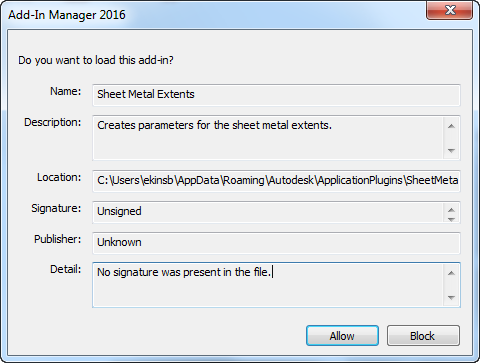 Add-In Manager 2016
Do you want to load this add-in?
Name: Sheet Metal Extents
Description: Creates parameters for the sheet metal extents.
Location: C:\Users\ekinsb\AppData\Roaming\Autodesk\ApplicationPlugins\SheetMeta
Signature: Unsigned
Publisher: Unknown
Detail: No signature was present in the file.
Allow Block